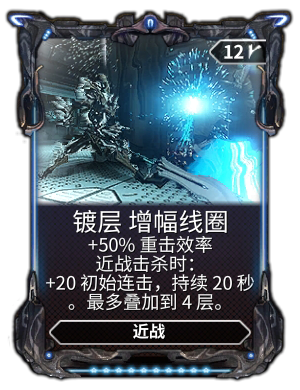 12
镀层 增幅线圈
+50% 重击效率
近战击杀时：
+20 初始连击，持续 20 秒
。最多叠加到 4 层。
近战